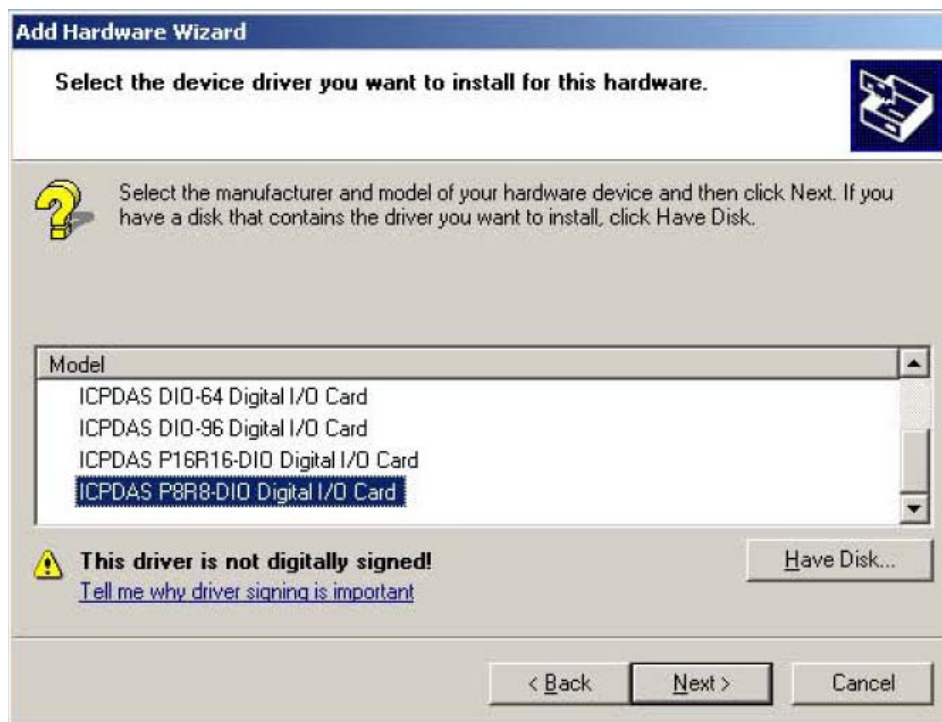 Add Hardware Wizard
Select the device driver you want to install for this hardware.
Select the manufacturer and model of your hardware device and then click Next. If you
have a disk that contains the driver you want to install, click Have Disk.
Model
ICPDAS DIO-64 Digital I/O Card
ICPDAS DIO-96 Digital I/O Card
ICPDAS P16R16-DIO Digital I/O Card
ICPDAS P8R8-DIO Digital I/O Card
This driver is not digitally signed!
Have Disk...
Tell me why driver signing is important
< Back
Next >
Cancel